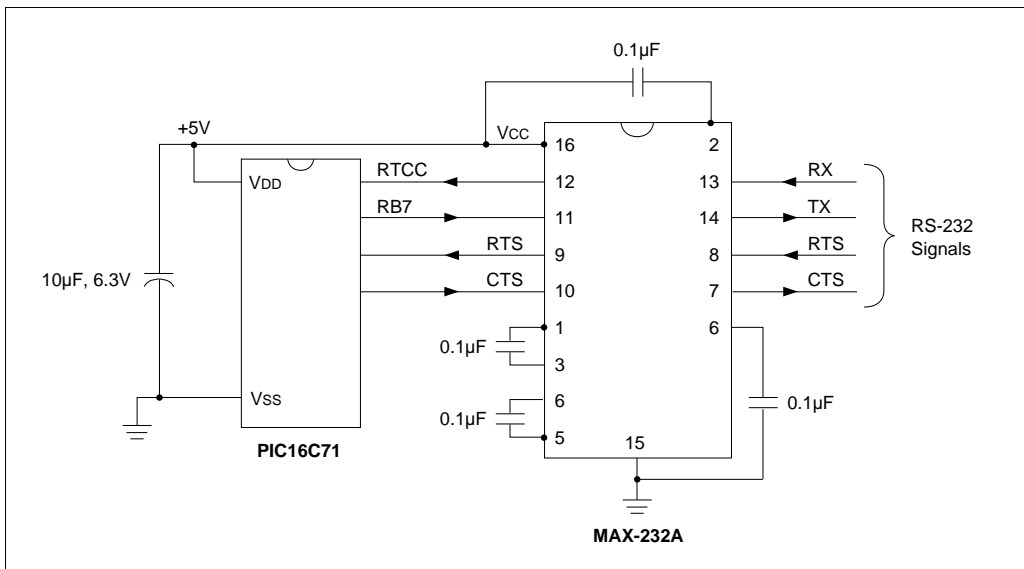 0.1µF
+5V
VCC
16
2
VDD
RTCC
12
13
RX
RB7
11
14
TX
RTS
9
8
RTS
RS-232
Signals
10µF, 6.3V
CTS
10
7
CTS
1
6
0.1µF
3
VSS
6
0.1µF
0.1µF
5
15
PIC16C71
MAX-232A